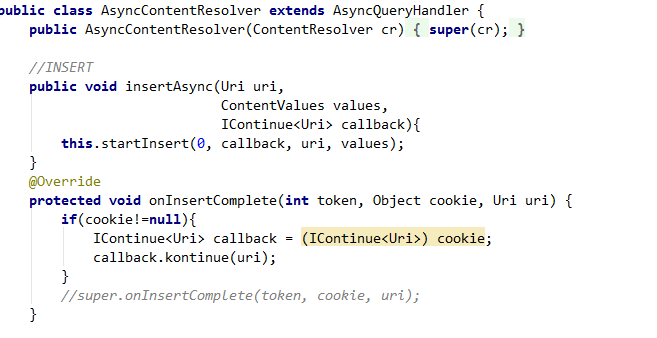 public class AsyncContentResolver extends AsyncQueryHandler {
    public AsyncContentResolver(ContentResolver cr) { super(cr); }

    //INSERT
    public void insertAsync(Uri uri,
                            ContentValues values,
                            IContinue<Uri> callback){
        this.startInsert(0, callback, uri, values);
    }
    @Override
    protected void onInsertComplete(int token, Object cookie, Uri uri) {
        if(cookie!=null){
            IContinue<Uri> callback = (IContinue<Uri>) cookie;
            callback.kontinue(uri);
        }
        //super.onInsertComplete(token, cookie, uri);
    }